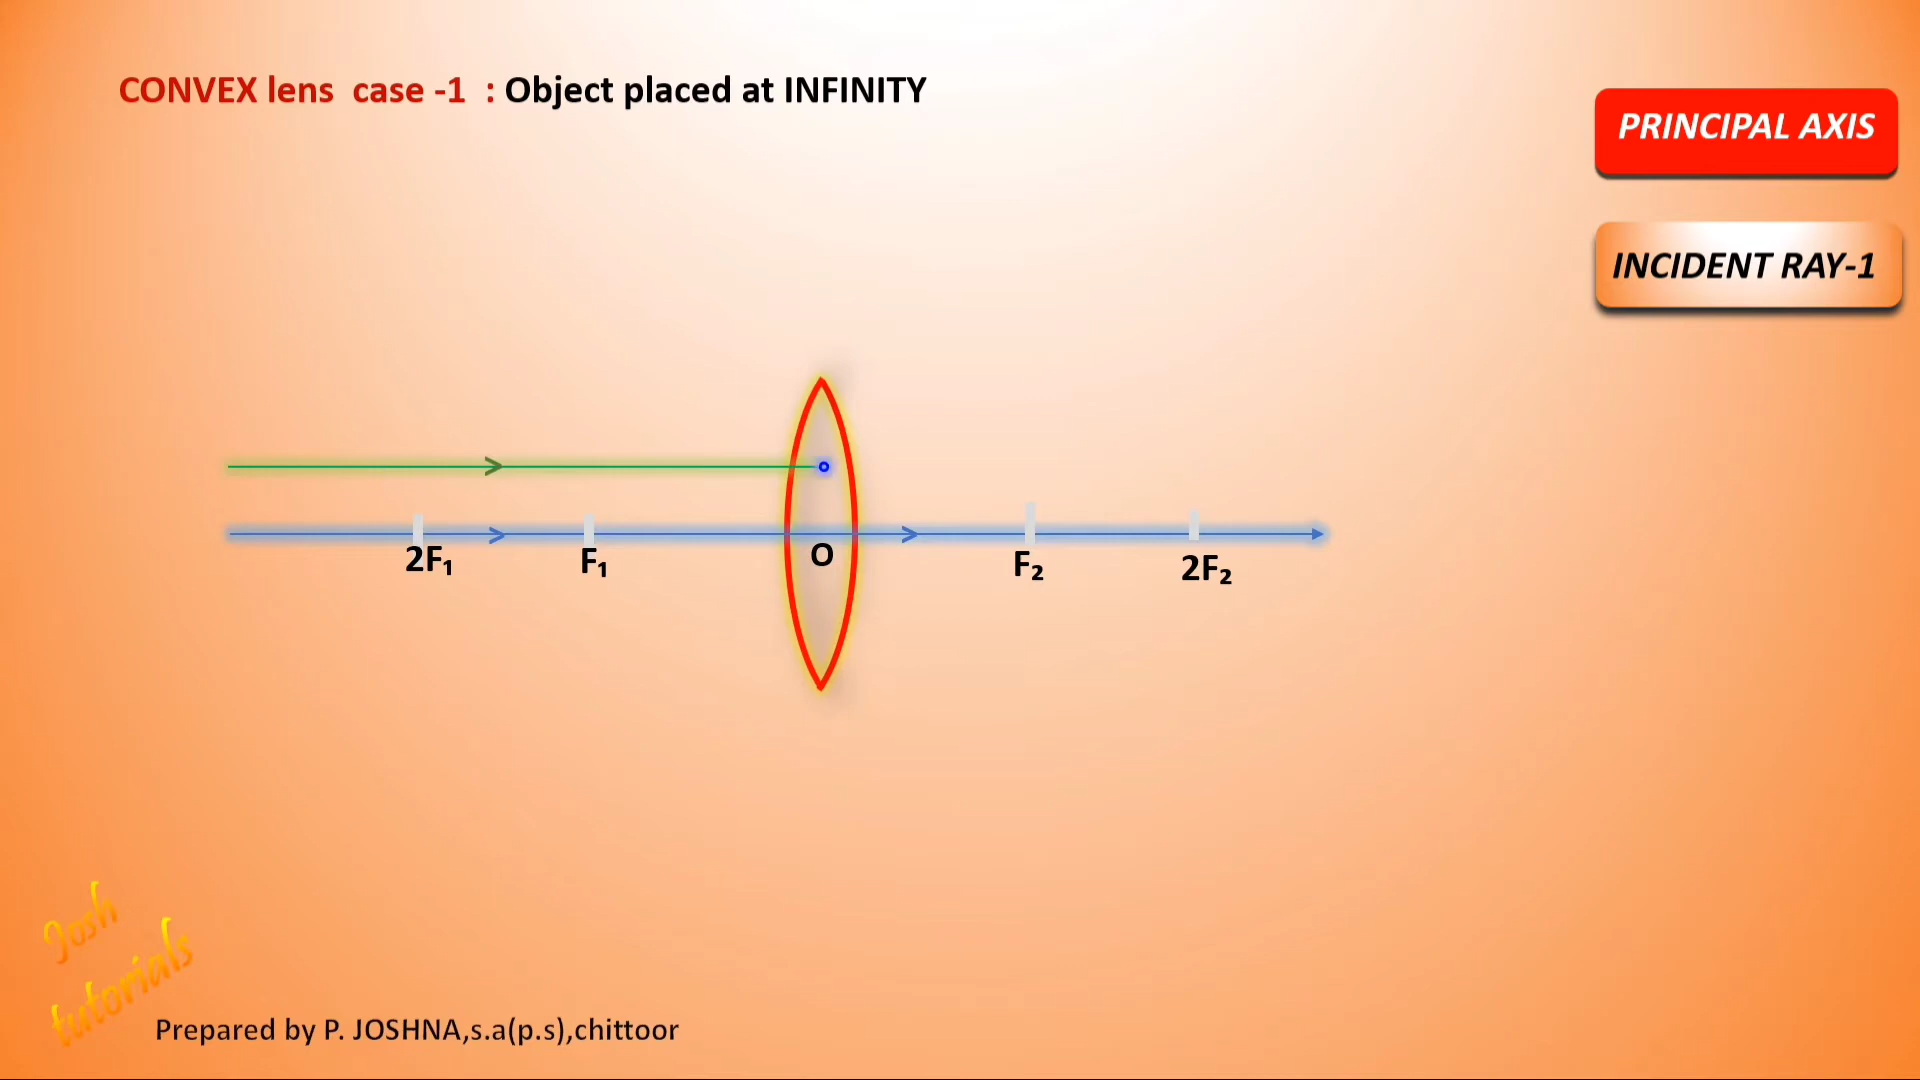 CONVEX lens case -1 : Object placed at INFINITY
PRINCIPAL AXIS
INCIDENT RAY-1
2F₁
F₁
O
F₂
2F₂
Josh
tutorials
Prepared by P. JOSHNA,s.a(p.s),chittoor